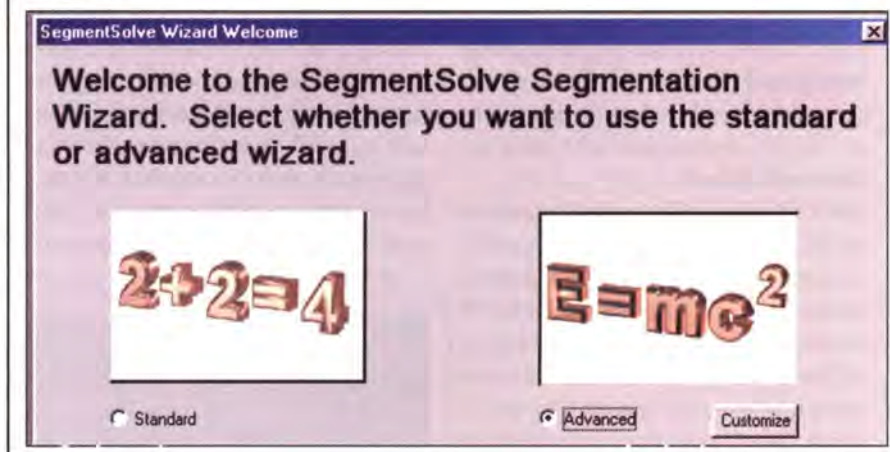 SegmentSolve Wizard Welcome
Welcome to the SegmentSolve Segmentation
Wizard. Select whether you want to use the standard
or advanced wizard.
2+2=4
E=mc²
Standard
Advanced
Customize